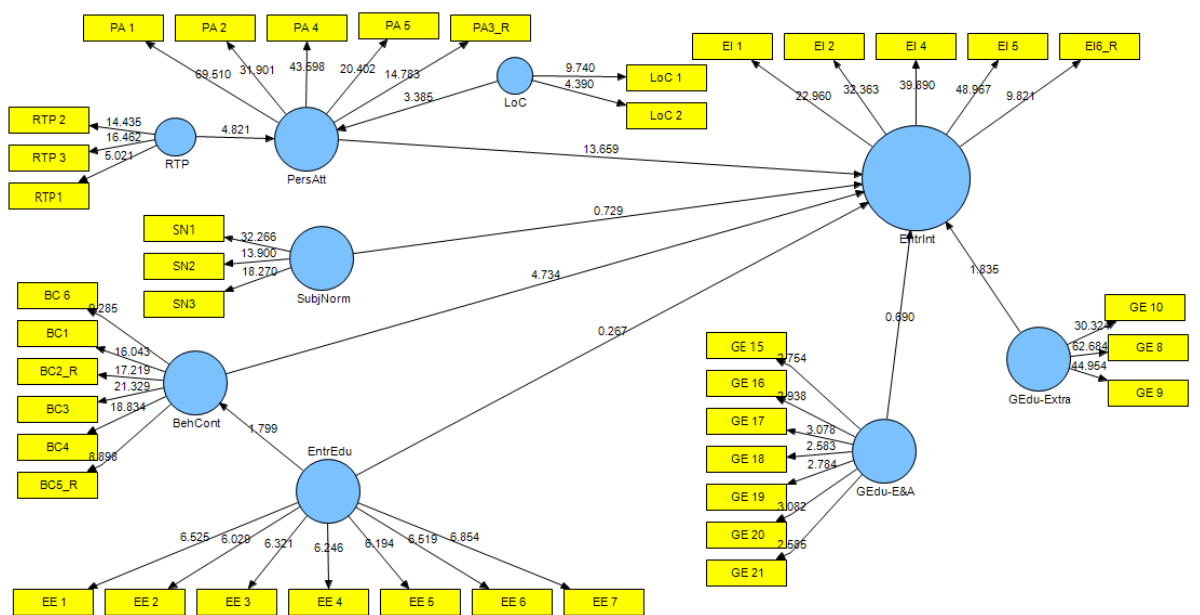 PA 1
PA 2
PA 4
PA 5
PA3_R
EI 1
EI 2
EI 4
EI 5
EI6_R
69.510
31.901
43.598
20.402
14.783
LoC
9.740
4.390
LoC 1
LoC 2
22.960
32.363
39.890
48.967
9.821
3.385
RTP 2
RTP 3
RTP1
14.435
16.462
5.021
RTP
4.821
PersAtt
13.659
EntrInt
SN1
SN2
SN3
32.266
13.900
18.270
SubjNorm
0.729
4.734
0.267
0.690
1.835
BC 6
BC1
BC2_R
BC3
BC4
BC5_R
16.043
17.219
21.329
18.834
8.898
BehCont
1.799
EntrEdu
GE 15
GE 16
GE 17
GE 18
GE 19
GE 20
GE 21
3.078
2.583
2.784
3.082
2.585
GEdu-E&A
30.324
62.684
44.954
GEdu-Extra
GE 10
GE 8
GE 9
6.525
6.029
6.321
6.246
6.194
6.519
6.854
EE 1
EE 2
EE 3
EE 4
EE 5
EE 6
EE 7